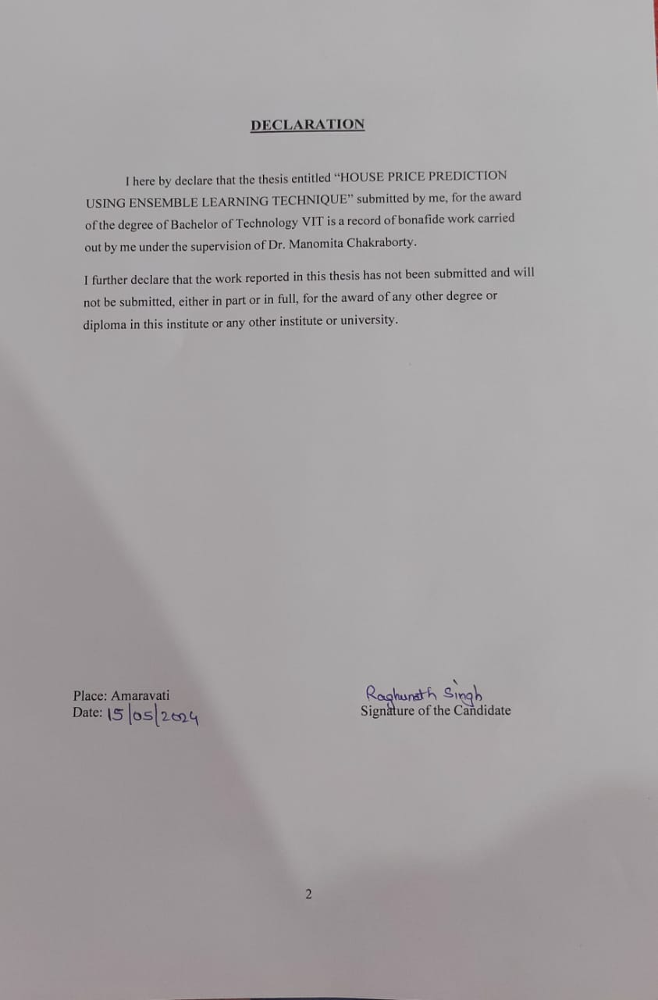 DECLARATION
I here by declare that the thesis entitled “HOUSE PRICE PREDICTION
USING ENSEMBLE LEARNING TECHNIQUE” submitted by me, for the award
of the degree of Bachelor of Technology VIT is a record of bonafide work carried
out by me under the supervision of Dr. Manomita Chakraborty.
I further declare that the work reported in this thesis has not been submitted and will
not be submitted, either in part or in full, for the award of any other degree or
diploma in this institute or any other institute or university.
Place: Amaravati
Date: 15/05/2024
Raghunath Singh
Signature of the Candidate
2